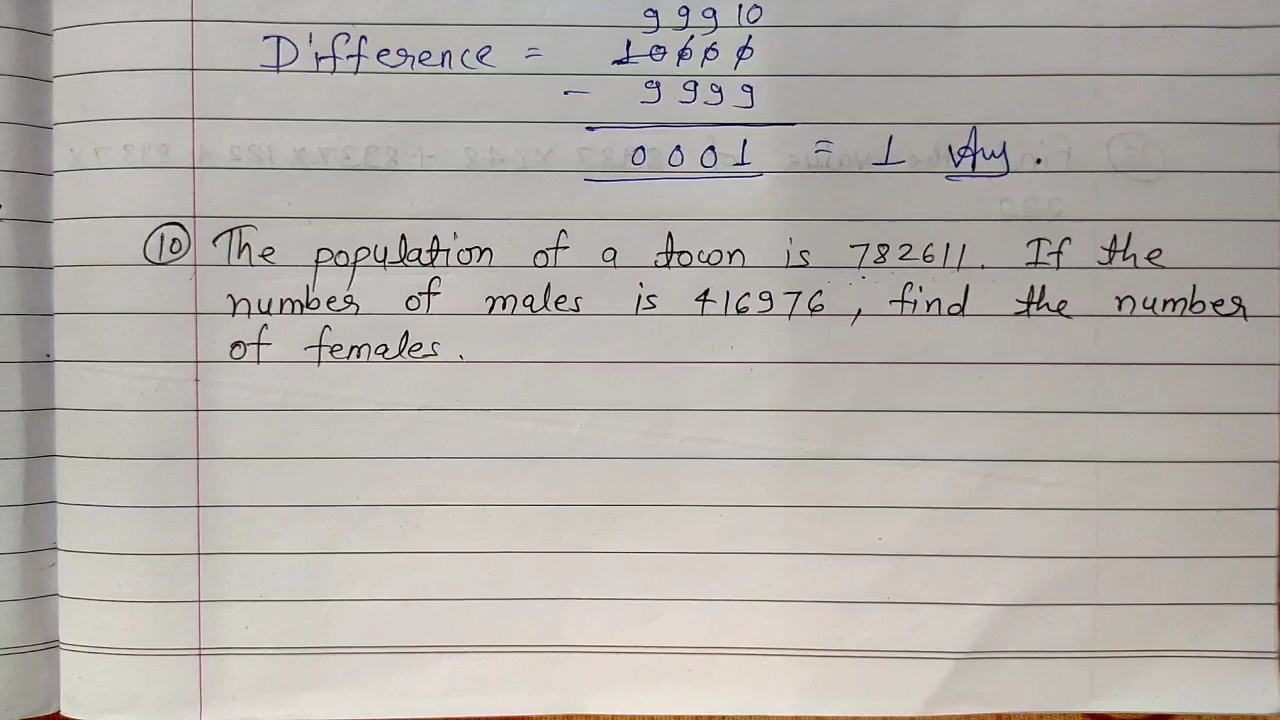 9 9 9 10
Difference = 10000
- 9 9 9 9
0 0 0 1 = 1 Ans.
10 The population of a town is 782611. If the
number of males is 416976, find the number
of females.